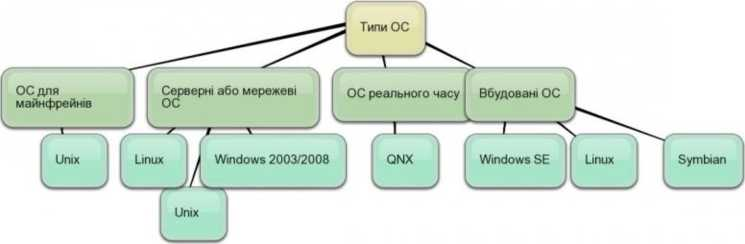 Типи ОС
ОС для
майнфрейнів
Серверні або мережеві
ОС
ОС реального часу
Вбудовані ОС
Unix
Linux
Windows 2003/2008
QNX
Windows SE
Linux
Symbian
Unix